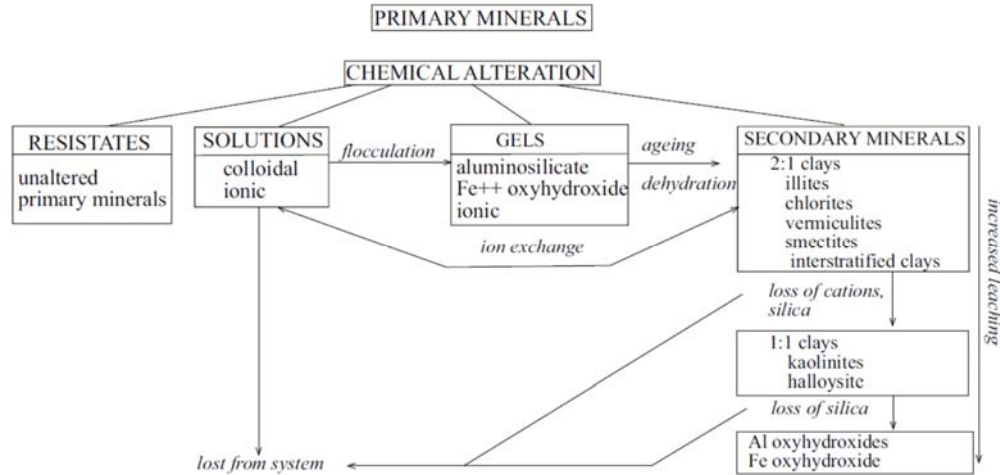 PRIMARY MINERALS
CHEMICAL ALTERATION
RESISTATES
unaltered
primary minerals
SOLUTIONS
colloidal
ionic
flocculation
GELS
aluminosilicate
Fe++ oxyhydroxide
ionic
ageing
dehydration
SECONDARY MINERALS
2:1 clays
illites
chlorites
vermiculites
smectites
interstratified clays
ion exchange
increased leaching
loss of cations,
silica
1:1 clays
kaolinites
halloysite
loss of silica
Al oxyhydroxides
Fe oxyhydroxide
lost from system